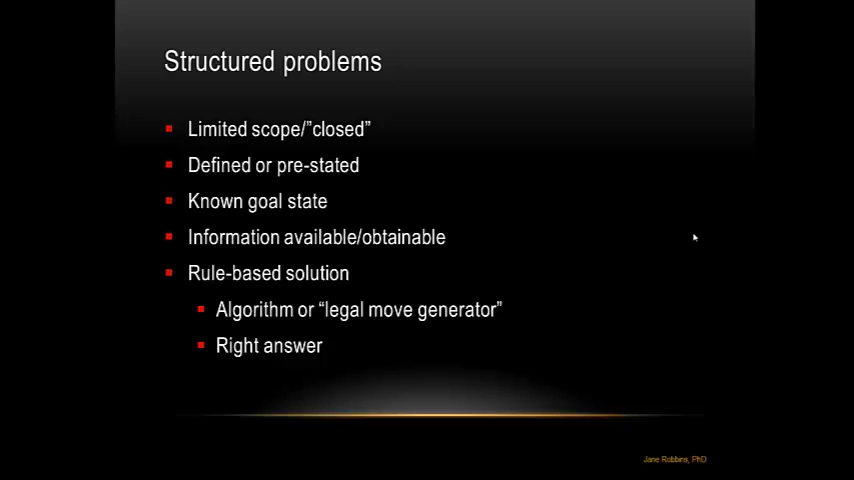 Structured problems
Limited scope/”closed”
Defined or pre-stated
Known goal state
Information available/obtainable
Rule-based solution
Algorithm or “legal move generator”
Right answer
Jane Robbins, PhD